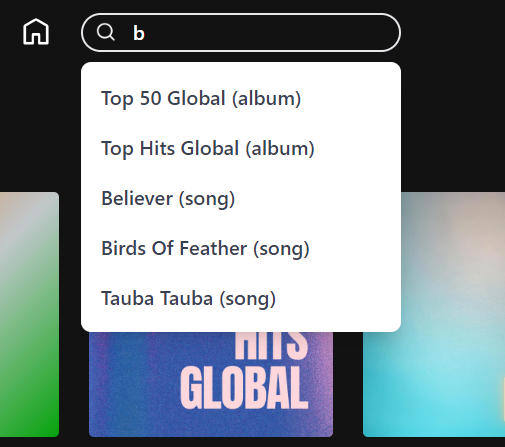 b
Top 50 Global (album)
Top Hits Global (album)
Believer (song)
Birds Of Feather (song)
Tauba Tauba (song)
HITS
GLOBAL